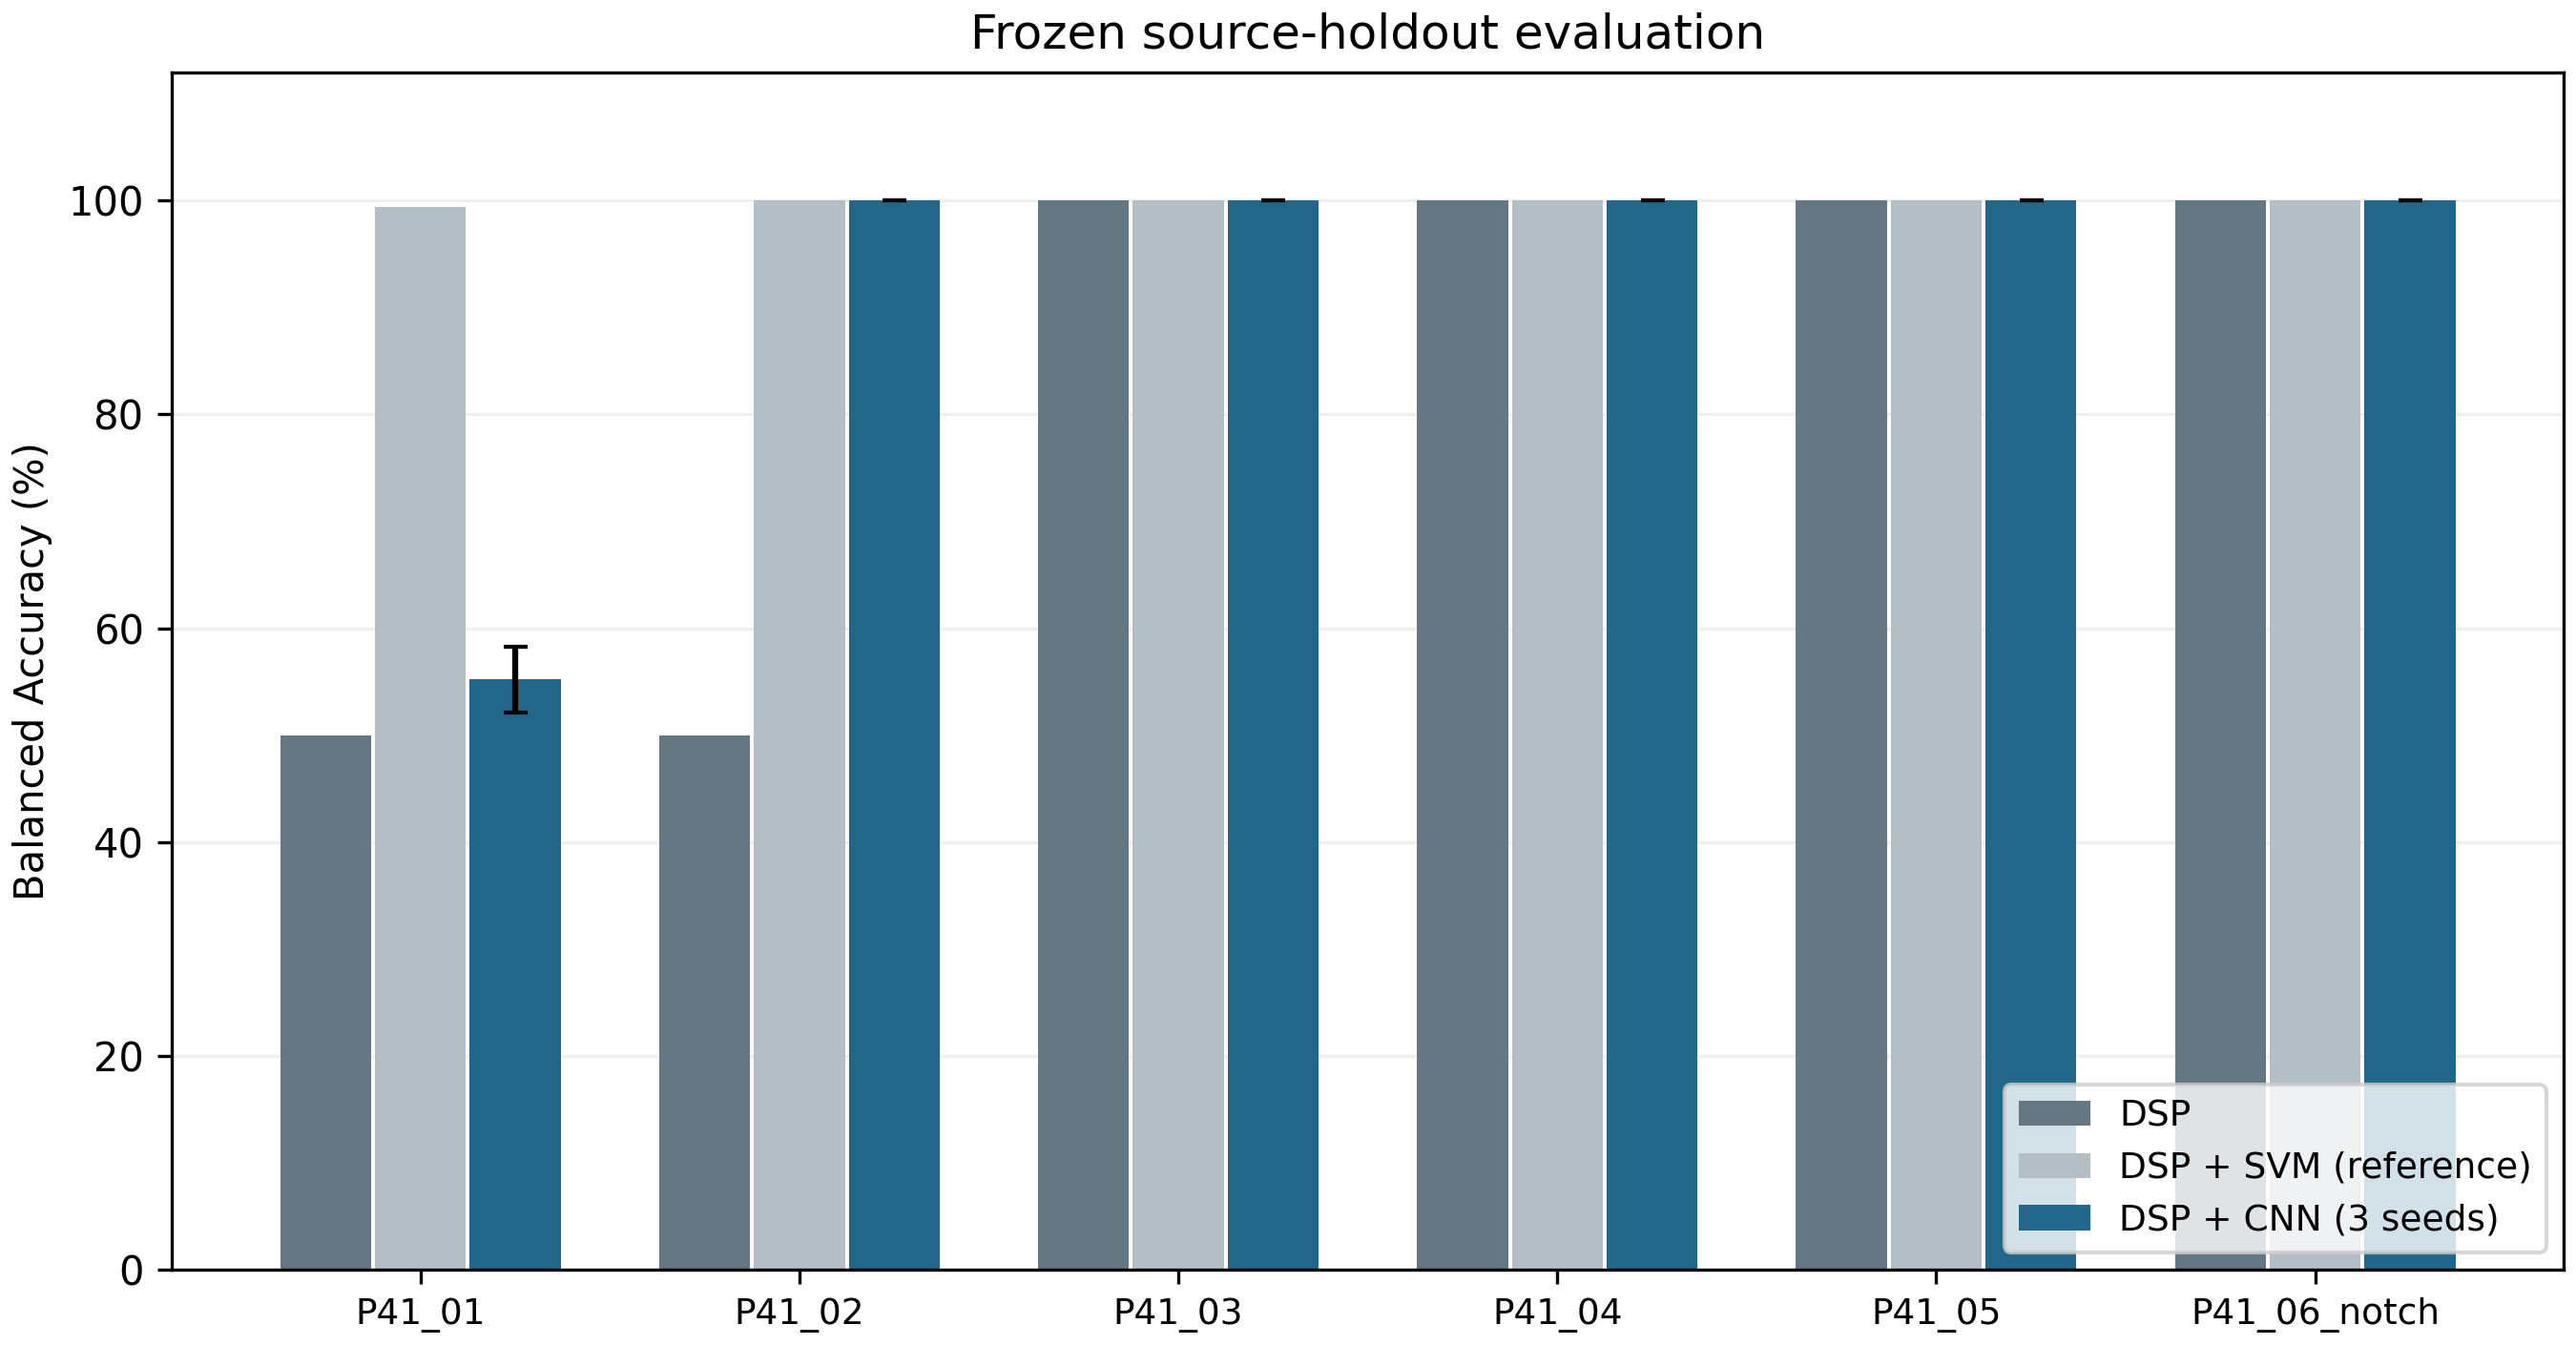 Frozen source-holdout evaluation
Balanced Accuracy (%)
100
80
60
40
20
0
P41_01
P41_02
P41_03
P41_04
P41_05
P41_06_notch
DSP
DSP + SVM (reference)
DSP + CNN (3 seeds)